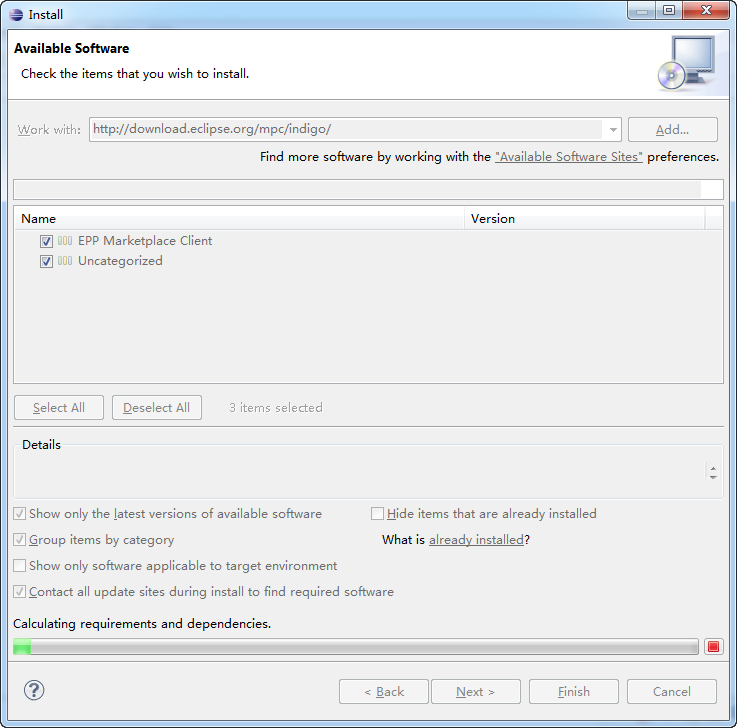 Install
Available Software
Check the items that you wish to install.
Work with: http://download.eclipse.org/mpc/indigo/ Add...
Find more software by working with the "Available Software Sites" preferences.
Name Version
EPP Marketplace Client
Uncategorized
Select All Deselect All 3 items selected
Details
Show only the latest versions of available software Hide items that are already installed
Group items by category What is already installed?
Show only software applicable to target environment
Contact all update sites during install to find required software
Calculating requirements and dependencies.
? < Back Next > Finish Cancel